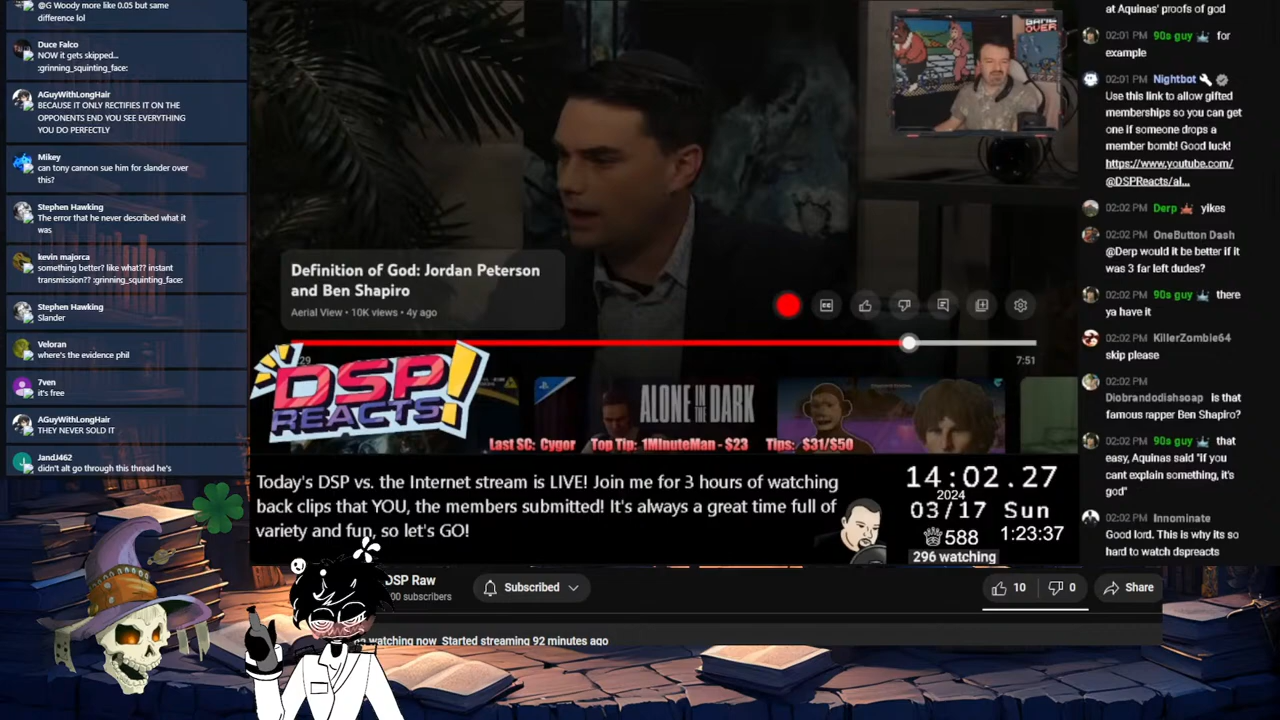 @G Woody more like 0.05 but same
difference lol
Duce Falco
NOW it gets skipped...
:grinning_squinting_face:
AGuyWithLongHair
BECAUSE IT ONLY RECTIFIES IT ON THE
OPPONENTS END YOU SEE EVERYTHING
YOU DO PERFECTLY
Mikey
can tony cannon sue him for slander over
this?
Stephen Hawking
The error that he never described what it
was
kevin majorca
something better? like what?? instant
transmission?? :grinning_squinting_face:
Stephen Hawking
Slander
Veloran
where's the evidence phil
7ven
it's free
AGuyWithLongHair
THEY NEVER SOLD IT
JandJ462
didn't alt go through this thread he's
GAME
OVER
Definition of God: Jordan Peterson
and Ben Shapiro
Aerial View • 10K views • 4y ago
CC
:29
7:51
DSP
REACTS!
ALONE IN THE DARK
Last SC: Cygor Top Tip: 1MinuteMan - $23 Tips: $31/$50
Today's DSP vs. the Internet stream is LIVE! Join me for 3 hours of watching
back clips that YOU, the members submitted! It's always a great time full of
variety and fun, so let's GO!
14:02.27
2024
03/17 Sun
588
1:23:37
296 watching
DSP Raw
00 subscribers
Subscribed
10
0
Share
watching now Started streaming 92 minutes ago
at Aquinas' proofs of god
02:01 PM 90s guy for
example
02:01 PM Nightbot
Use this link to allow gifted
memberships so you can get
one if someone drops a
member bomb! Good luck!
https://www.youtube.com/
@DSPReacts/al...
02:02 PM Derp yikes
02:02 PM OneButton Dash
@Derp would it be better if it
was 3 far left dudes?
02:02 PM 90s guy there
ya have it
02:02 PM KillerZombie64
skip please
02:02 PM
Diobrandodishsoap is that
famous rapper Ben Shapiro?
02:02 PM 90s guy that
easy, Aquinas said "if you
cant explain something, it's
god"
02:02 PM Innominate
Good lord. This is why its so
hard to watch dspreacts